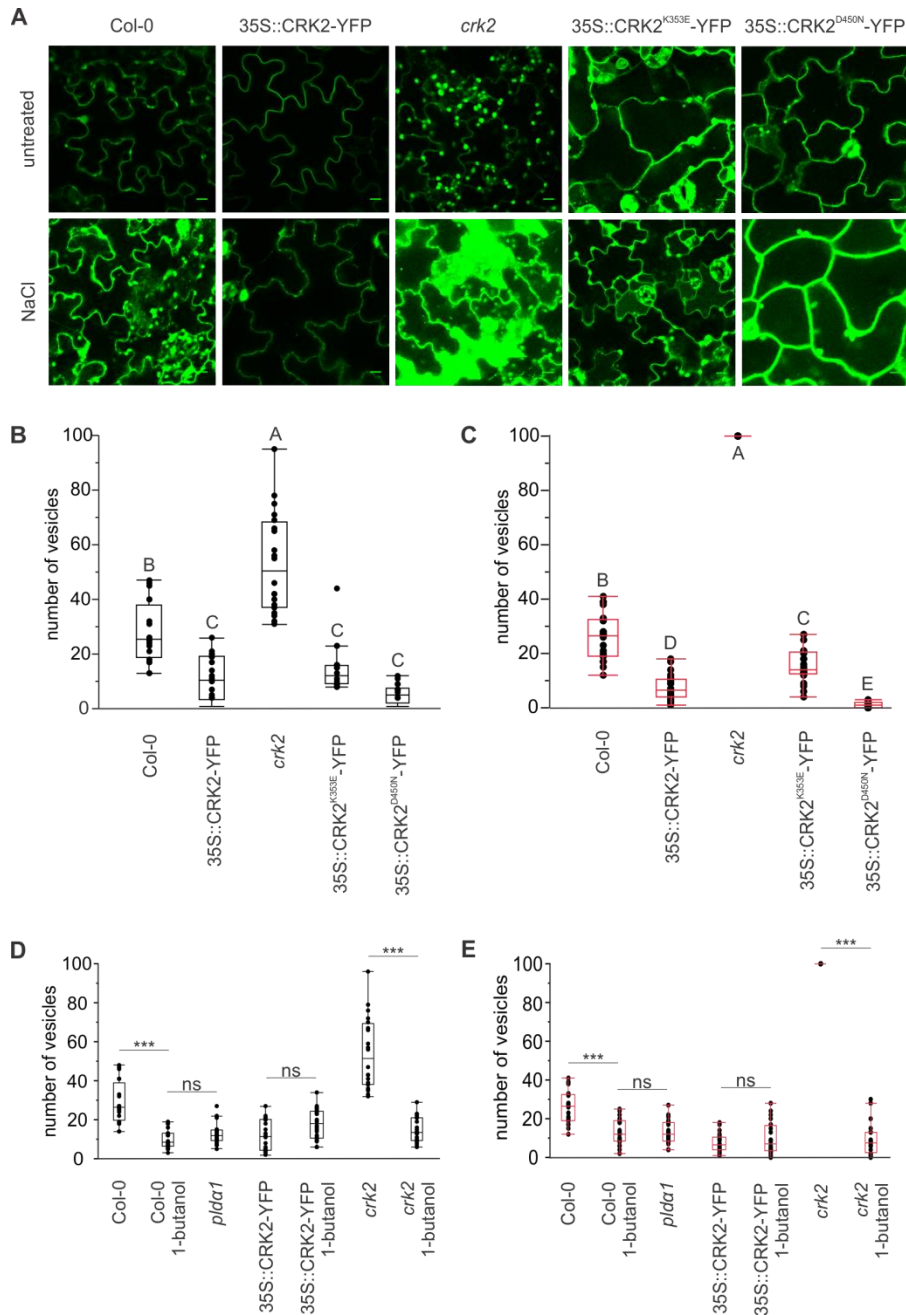 A
Col-0
35S::CRK2-YFP
crk2
35S::CRK2K353E-YFP
35S::CRK2D450N-YFP
untreated
NaCl
B
number of vesicles
100
80
60
40
20
0
B
C
A
C
C
Col-0
35S::CRK2-YFP
crk2
35S::CRK2K353E-YFP
35S::CRK2D450N-YFP
C
number of vesicles
100
80
60
40
20
0
B
D
A
C
E
Col-0
35S::CRK2-YFP
crk2
35S::CRK2K353E-YFP
35S::CRK2D450N-YFP
D
number of vesicles
100
80
60
40
20
0
***
ns
ns
***
Col-0
Col-0
1-butanol
plda1
35S::CRK2-YFP
35S::CRK2-YFP
1-butanol
crk2
crk2
1-butanol
E
number of vesicles
100
80
60
40
20
0
***
ns
ns
***
Col-0
Col-0
1-butanol
plda1
35S::CRK2-YFP
35S::CRK2-YFP
1-butanol
crk2
crk2
1-butanol